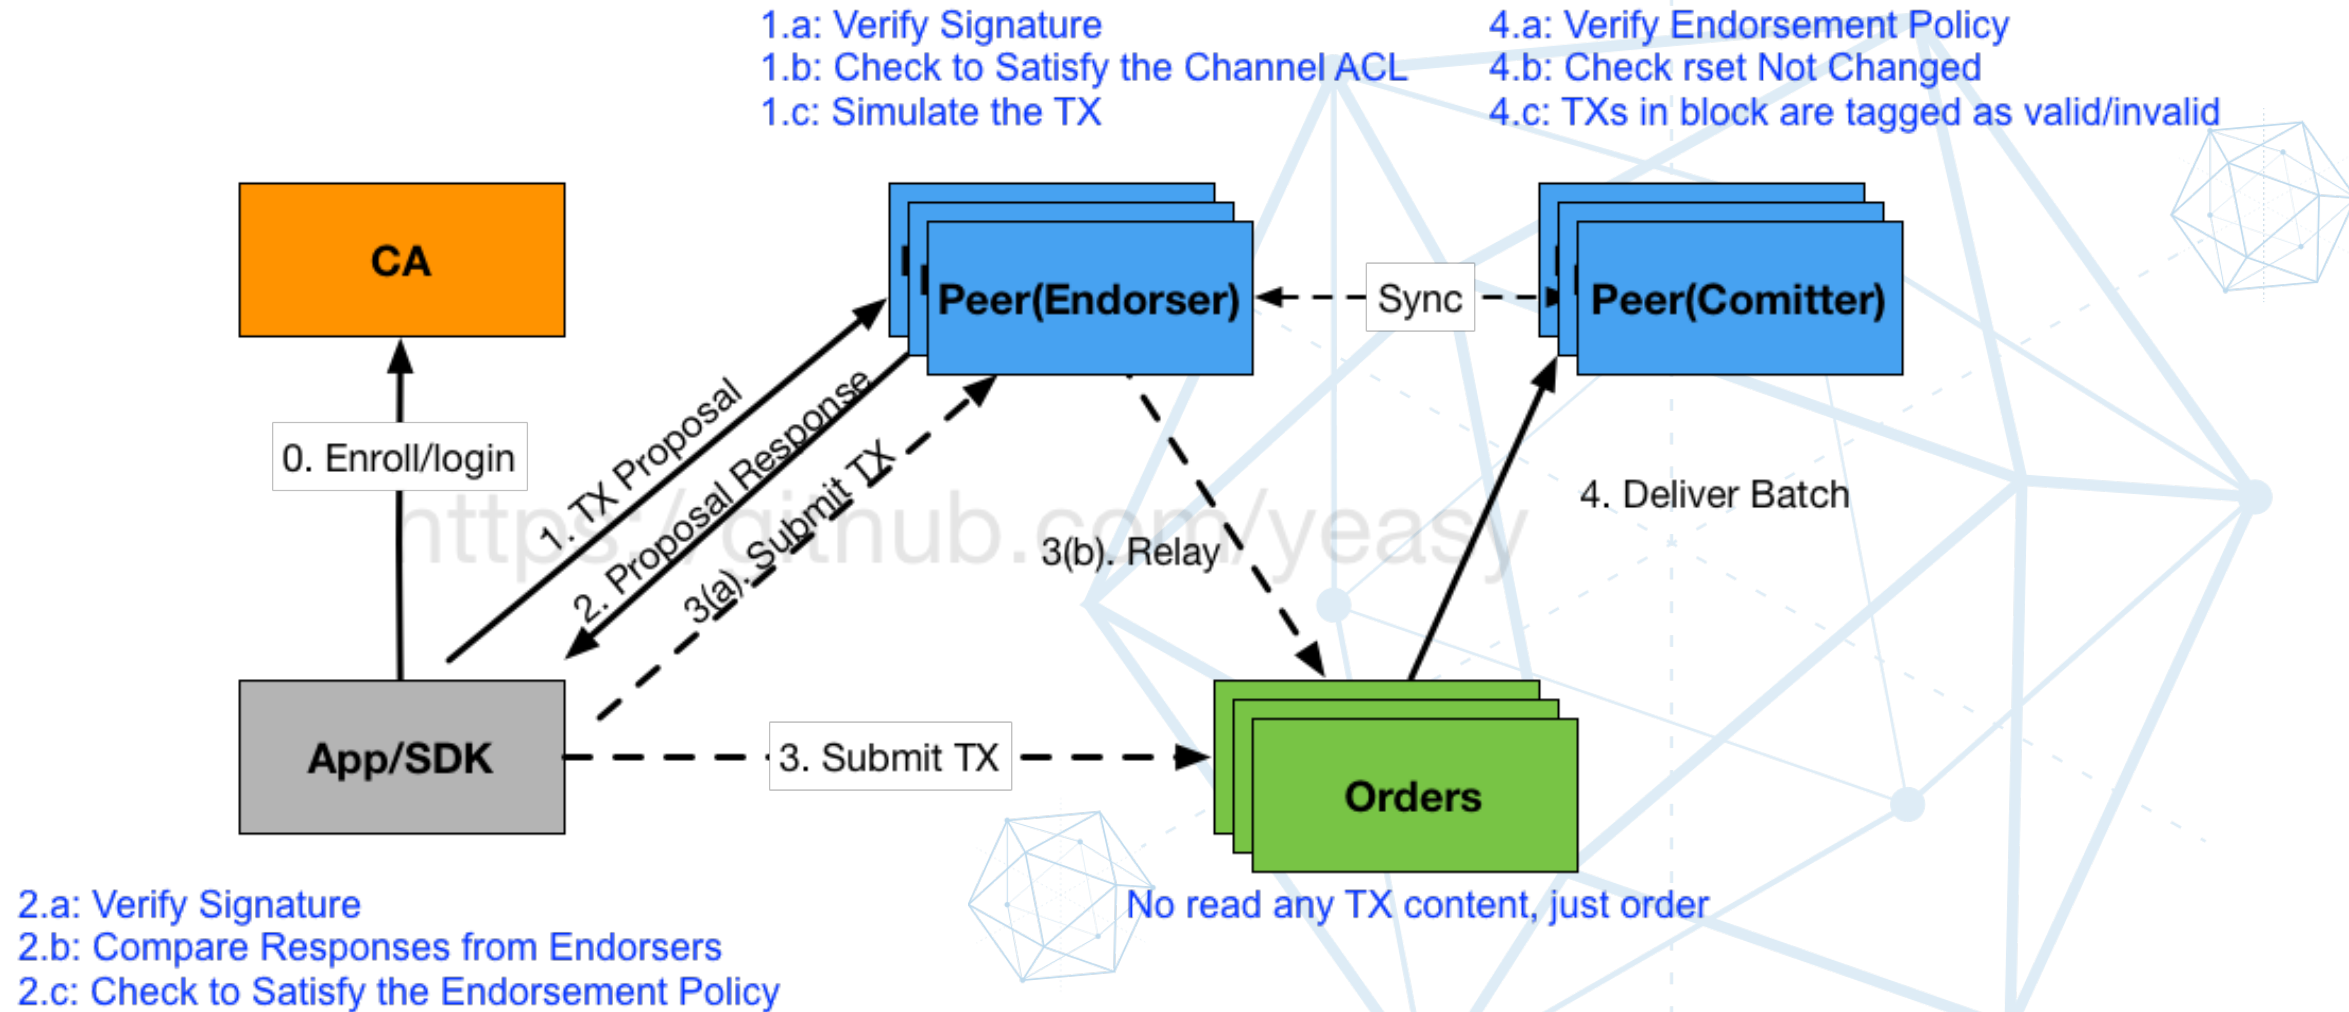 1.a: Verify Signature
1.b: Check to Satisfy the Channel ACL
1.c: Simulate the TX
4.a: Verify Endorsement Policy
4.b: Check rset Not Changed
4.c: TXs in block are tagged as valid/invalid
CA
Peer(Endorser)
Sync
Peer(Comitter)
0. Enroll/login
1. TX Proposal
2. Proposal Response
3(a). Submit TX
3(b). Relay
4. Deliver Batch
https://github.com/yeasy
App/SDK
3. Submit TX
Orders
No read any TX content, just order
2.a: Verify Signature
2.b: Compare Responses from Endorsers
2.c: Check to Satisfy the Endorsement Policy